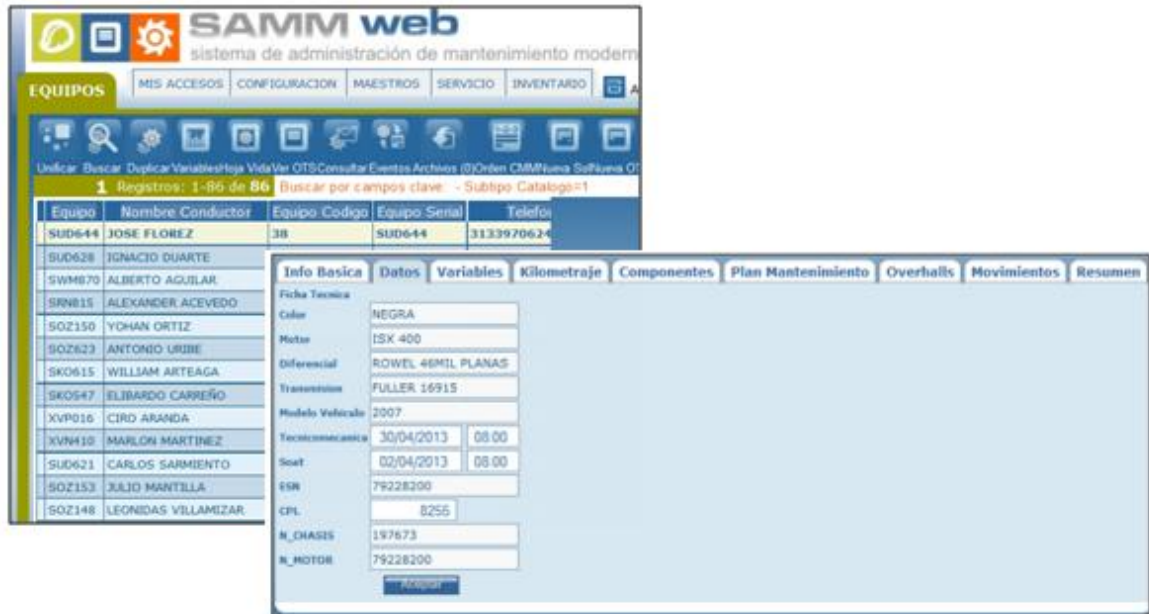 SAMM web
sistema de administración de mantenimiento modern
EQUIPOS
MIS ACCESOS CONFIGURACION MAESTROS SERVICIO INVENTARIO A
Unificar Buscar Duplicar Variables Hoja Vida Ver OTS Consultar Eventos Archivos (0) Orden CMM Nueva Sol Nueva OT
1 Registros: 1-86 de 86 Buscar por campos clave: - Subtipo Catalogo=1
Equipo Nombre Conductor Equipo Codigo Equipo Serial Telefo
SUD644 JOSE FLOREZ 38 SUD644 3133970624
SUD628 IGNACIO DUARTE
SWM870 ALBERTO AGUILAR
SRN815 ALEXANDER ACEVEDO
SOZ150 YOHAN ORTIZ
SOZ623 ANTONIO URIBE
SKO615 WILLIAM ARTEAGA
SKO547 ELIBARDO CARREÑO
XVP016 CIRO ARANDA
XVN410 MARLON MARTINEZ
SUD621 CARLOS SARMIENTO
SOZ153 JULIO MANTILLA
SOZ148 LEONIDAS VILLAMIZAR
Info Basica Datos Variables Kilometraje Componentes Plan Mantenimiento Overhalls Movimientos Resumen
Ficha Tecnica
Color NEGRA
Motor ISX 400
Diferencial ROWEL 46MIL PLANAS
Transmision FULLER 16915
Modelo Vehiculo 2007
Tecnicomecanica 30/04/2013 08:00
Soat 02/04/2013 08:00
ESN 79228200
CPL 8256
N_CHASIS 197673
N_MOTOR 79228200
Aceptar